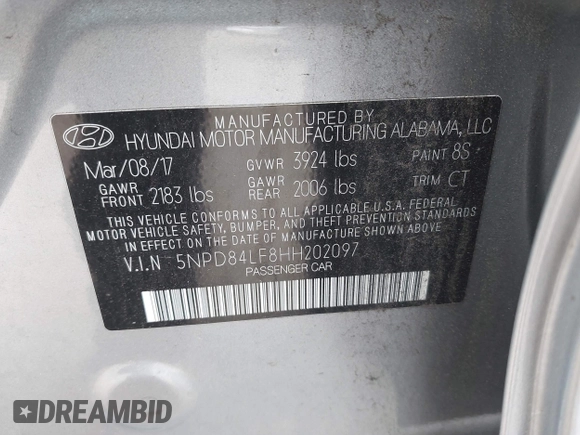 MANUFACTURED BY
HYUNDAI MOTOR MANUFACTURING ALABAMA, LLC
Mar/08/17 GVWR 3924 lbs PAINT 8S
GAWR FRONT 2183 lbs GAWR REAR 2006 lbs TRIM CT
THIS VEHICLE CONFORMS TO ALL APPLICABLE U.S.A. FEDERAL
MOTOR VEHICLE SAFETY, BUMPER, AND THEFT PREVENTION STANDARDS
IN EFFECT ON THE DATE OF MANUFACTURE SHOWN ABOVE.
V.I.N 5NPD84LF8HH202097
PASSENGER CAR
DREAMBID